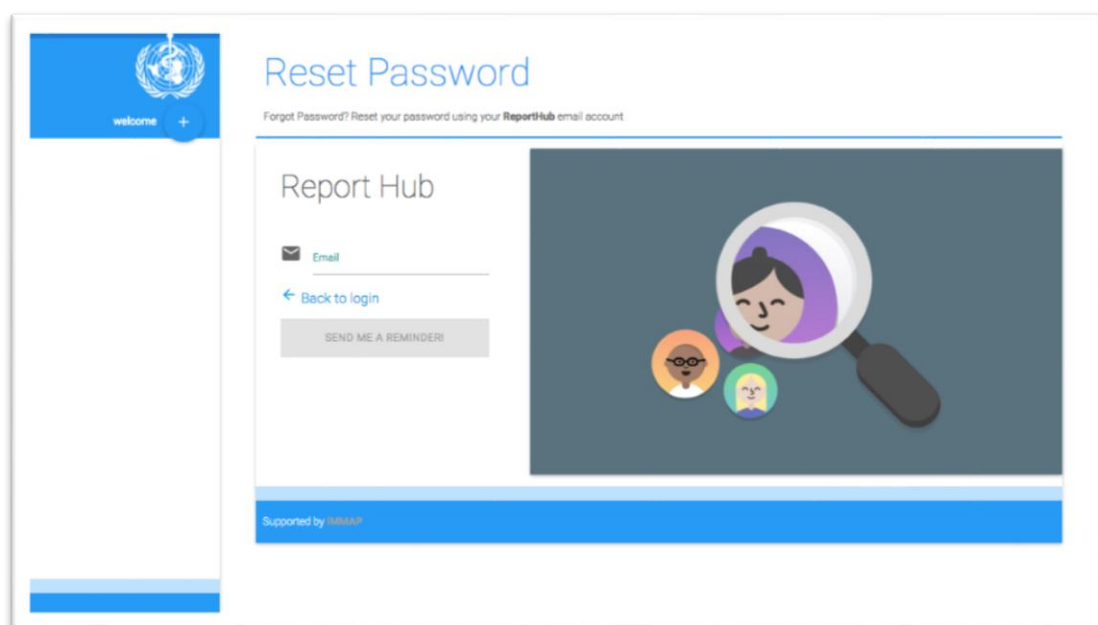 welcome
+
Reset Password
Forgot Password? Reset your password using your ReportHub email account
Report Hub
Email
Back to login
SEND ME A REMINDER!
Supported by iMMAP